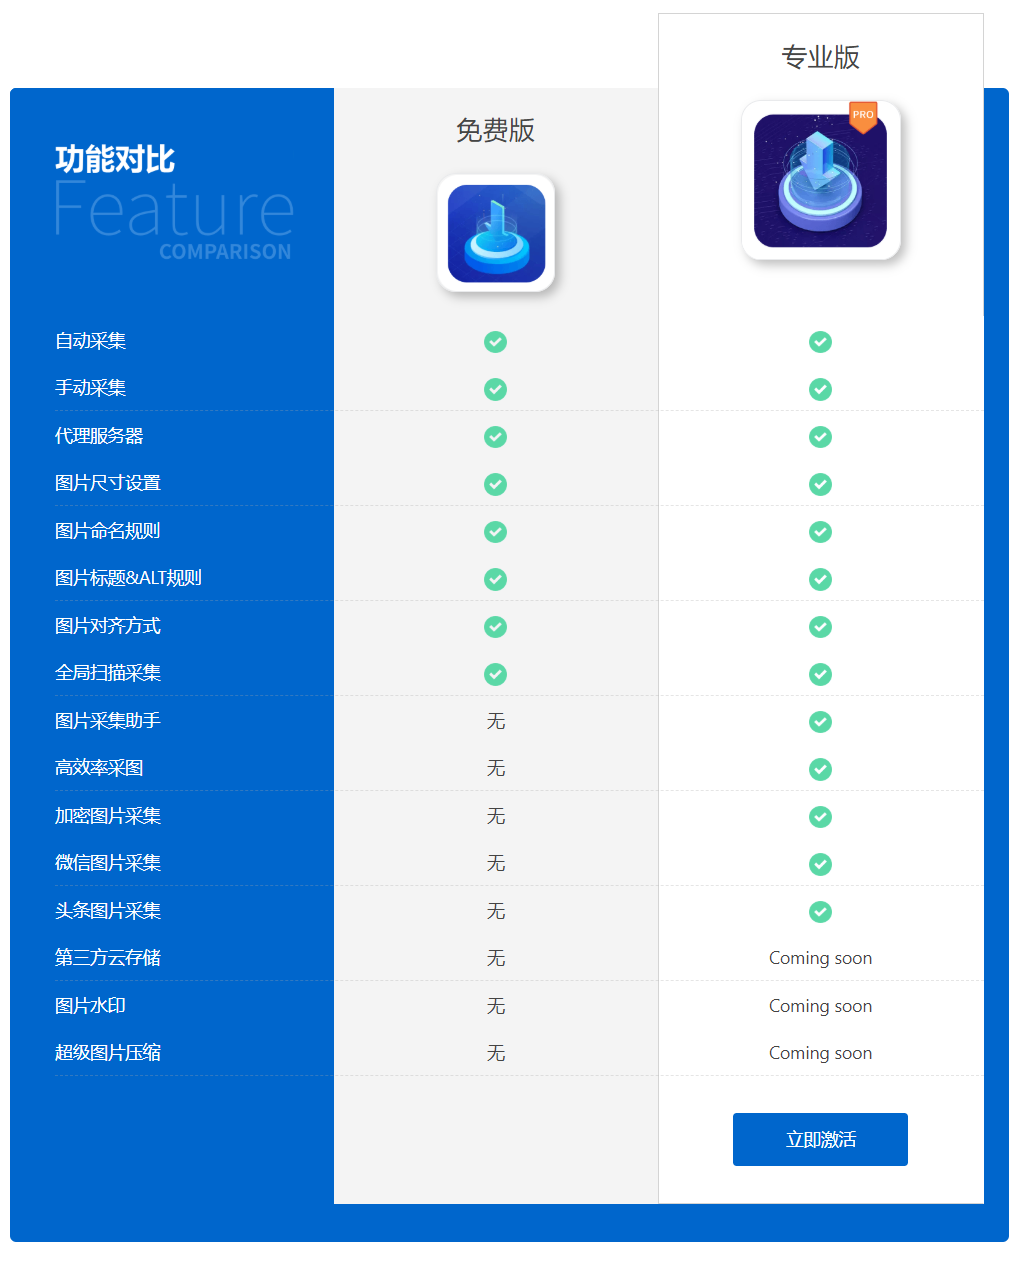 专业版
PRO
免费版
功能对比
Feature
COMPARISON
自动采集
手动采集
代理服务器
图片尺寸设置
图片命名规则
图片标题&ALT规则
图片对齐方式
全局扫描采集
图片采集助手 无
高效率采图 无
加密图片采集 无
微信图片采集 无
头条图片采集 无
第三方云存储 无 Coming soon
图片水印 无 Coming soon
超级图片压缩 无 Coming soon
立即激活